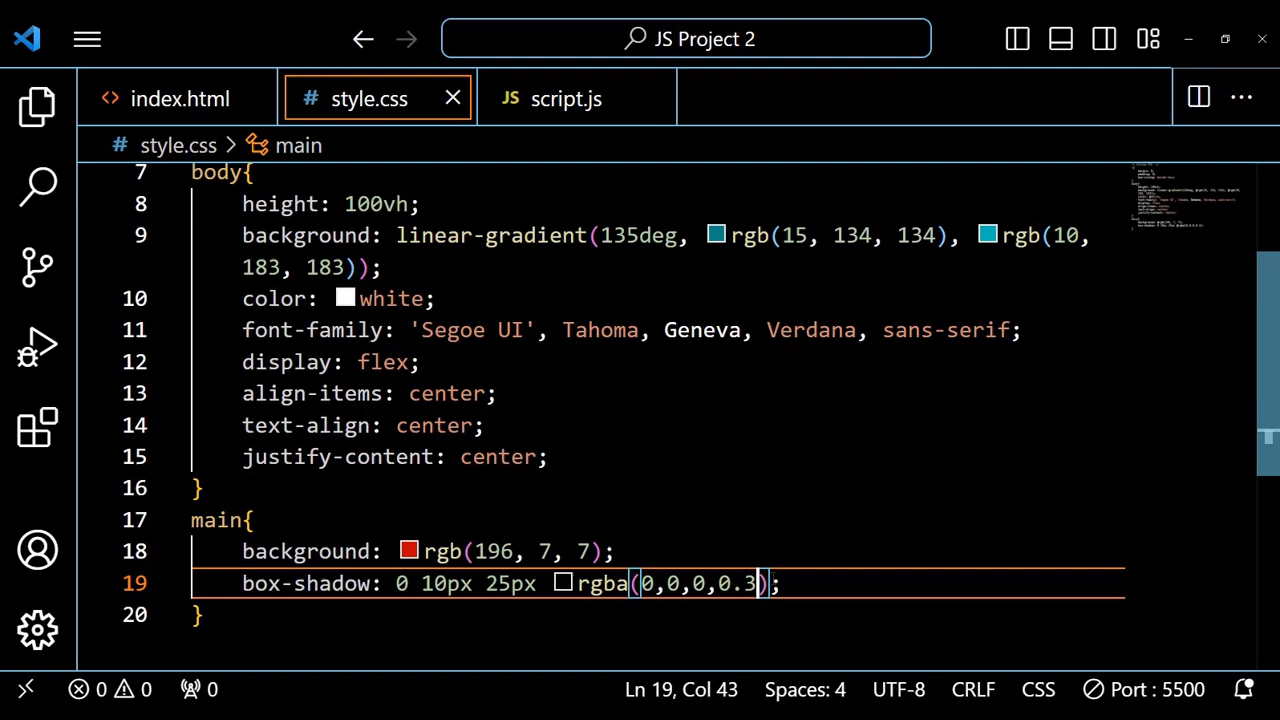 JS Project 2
<> index.html
# style.css
JS script.js
# style.css > main
7 body{
8 height: 100vh;
9 background: linear-gradient(135deg, rgb(15, 134, 134), rgb(10,
183, 183));
10 color: white;
11 font-family: 'Segoe UI', Tahoma, Geneva, Verdana, sans-serif;
12 display: flex;
13 align-items: center;
14 text-align: center;
15 justify-content: center;
16 }
17 main{
18 background: rgb(196, 7, 7);
19 box-shadow: 0 10px 25px rgba(0,0,0,0.3);
20 }
0 0 0 Ln 19, Col 43 Spaces: 4 UTF-8 CRLF CSS Port : 5500